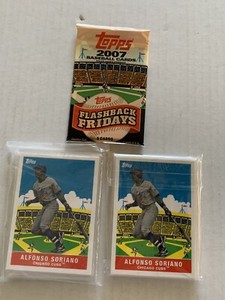 Topps
2007
BASEBALL CARDS
Topps
FLASHBACK
FRIDAYS
Topps
ALFONSO SORIANO
CHICAGO CUBS
Topps
ALFONSO SORIANO
CHICAGO CUBS